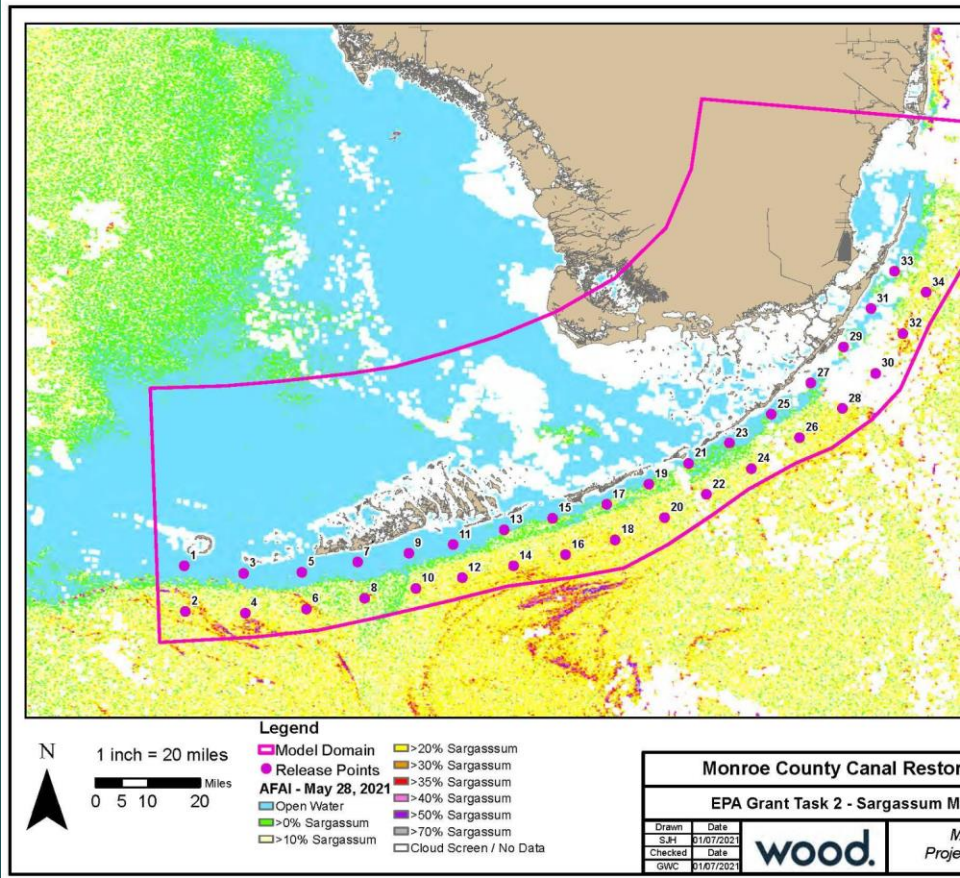 33
34
31
32
29
30
27
28
25
26
23
24
21
22
19
20
17
18
15
16
13
14
11
12
9
10
7
8
5
6
3
4
1
2
N
1 inch = 20 miles
Miles
0 5 10 20
Legend
Model Domain
Release Points
AFAI - May 28, 2021
Open Water
>0% Sargassum
>10% Sargassum
>20% Sargasssum
>30% Sargassum
>35% Sargassum
>40% Sargassum
>50% Sargassum
>70% Sargassum
Cloud Screen / No Data
Monroe County Canal Restor
EPA Grant Task 2 - Sargassum M
Drawn Date
SJH 01/07/2021
Checked Date
GWC 01/07/2021
wood.
M
Proje